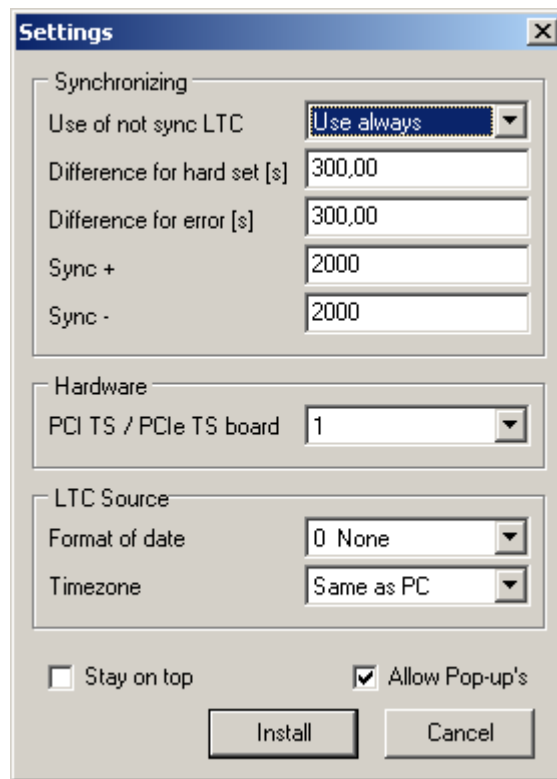 Settings
Synchronizing
Use of not sync LTC Use always
Difference for hard set [s] 300,00
Difference for error [s] 300,00
Sync + 2000
Sync - 2000
Hardware
PCI TS / PCIe TS board 1
LTC Source
Format of date 0 None
Timezone Same as PC
Stay on top Allow Pop-up's
Install Cancel